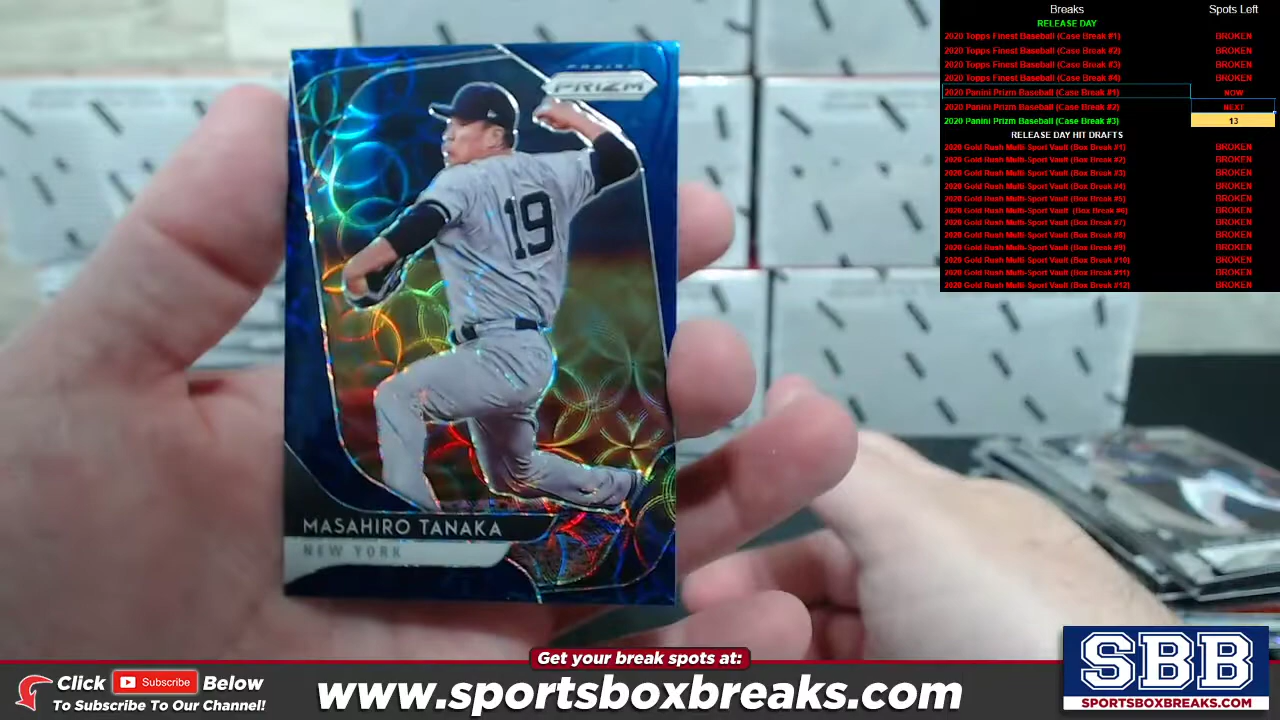 Breaks Spots Left
RELEASE DAY
2020 Topps Finest Baseball (Case Break #1) BROKEN
2020 Topps Finest Baseball (Case Break #2) BROKEN
2020 Topps Finest Baseball (Case Break #3) BROKEN
2020 Topps Finest Baseball (Case Break #4) BROKEN
2020 Panini Prizm Baseball (Case Break #1) NOW
2020 Panini Prizm Baseball (Case Break #2) NEXT
2020 Panini Prizm Baseball (Case Break #3) 13
RELEASE DAY HIT DRAFTS
2020 Gold Rush Multi-Sport Vault (Box Break #1) BROKEN
2020 Gold Rush Multi-Sport Vault (Box Break #2) BROKEN
2020 Gold Rush Multi-Sport Vault (Box Break #3) BROKEN
2020 Gold Rush Multi-Sport Vault (Box Break #4) BROKEN
2020 Gold Rush Multi-Sport Vault (Box Break #5) BROKEN
2020 Gold Rush Multi-Sport Vault (Box Break #6) BROKEN
2020 Gold Rush Multi-Sport Vault (Box Break #7) BROKEN
2020 Gold Rush Multi-Sport Vault (Box Break #8) BROKEN
2020 Gold Rush Multi-Sport Vault (Box Break #9) BROKEN
2020 Gold Rush Multi-Sport Vault (Box Break #10) BROKEN
2020 Gold Rush Multi-Sport Vault (Box Break #11) BROKEN
2020 Gold Rush Multi-Sport Vault (Box Break #12) BROKEN
PANINI
PRIZM
19
MASAHIRO TANAKA
NEW YORK
Get your break spots at:
Click Subscribe Below
To Subscribe To Our Channel!
www.sportsboxbreaks.com
SBB
SPORTSBOXBREAKS.COM